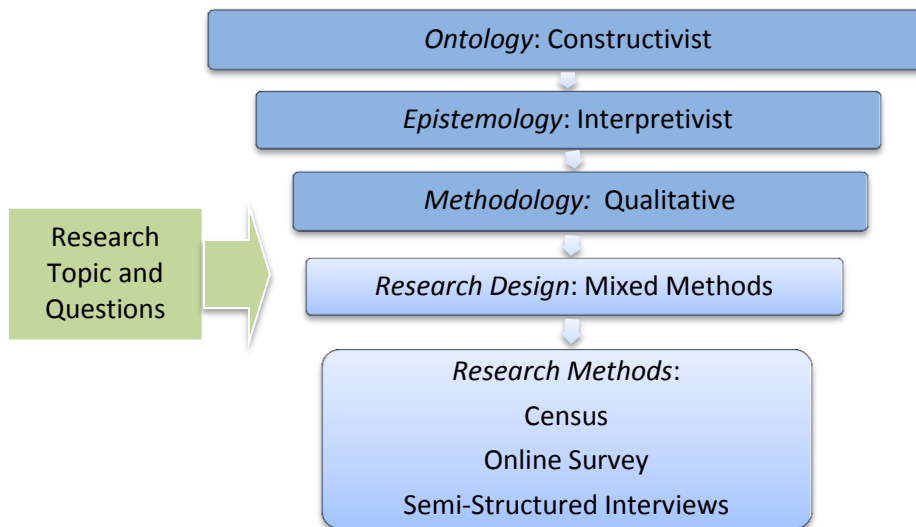 Ontology: Constructivist
Epistemology: Interpretivist
Methodology: Qualitative
Research
Topic and
Questions
Research Design: Mixed Methods
Research Methods:
Census
Online Survey
Semi-Structured Interviews